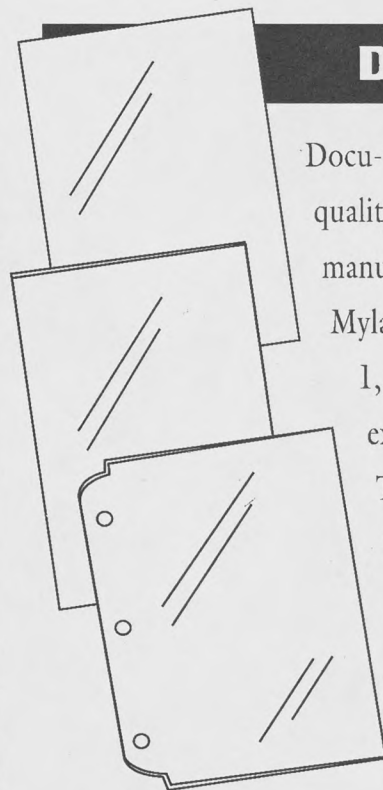 D
Docu-
qualit
manu
Myla
1,
ex
T